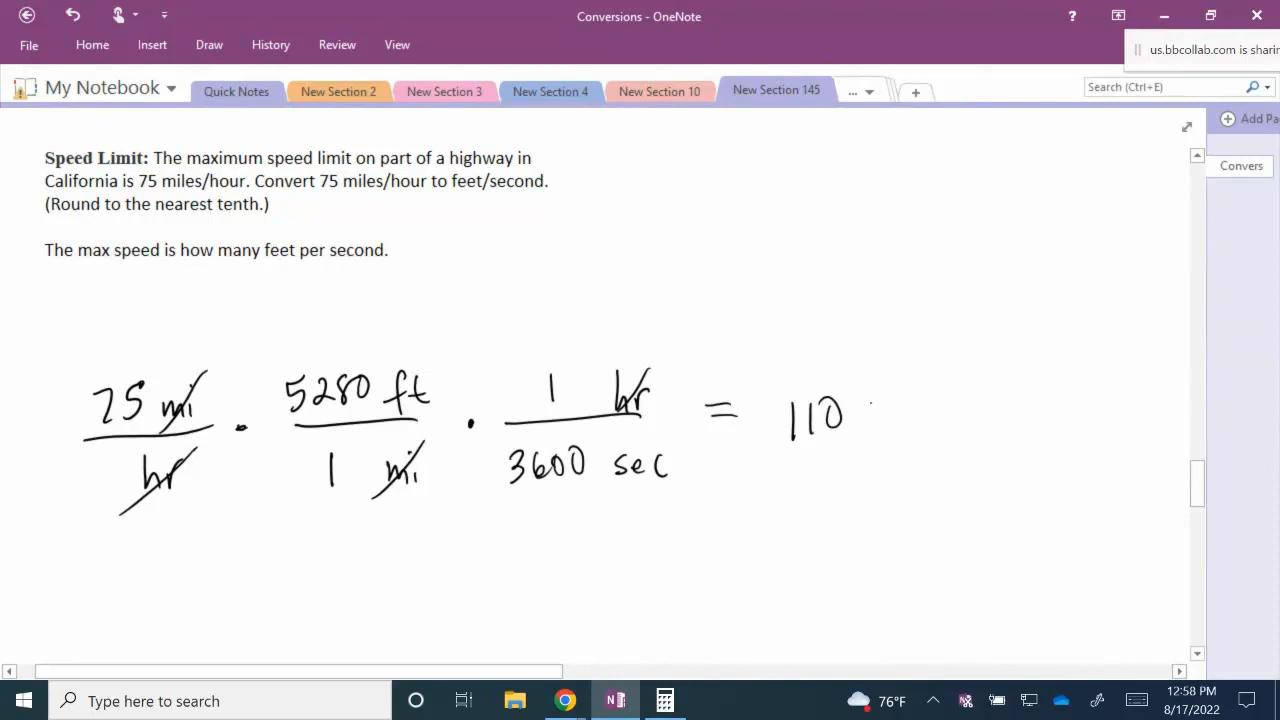 Conversions - OneNote
?
File Home Insert Draw History Review View
us.bbcollab.com is sharin
My Notebook Quick Notes New Section 2 New Section 3 New Section 4 New Section 10 New Section 145 ... +
Search (Ctrl+E)
Add Pa
Convers
Speed Limit: The maximum speed limit on part of a highway in
California is 75 miles/hour. Convert 75 miles/hour to feet/second.
(Round to the nearest tenth.)
The max speed is how many feet per second.
75 mi / hr · 5280 ft / 1 mi · 1 hr / 3600 sec = 110
Type here to search
76°F
12:58 PM
8/17/2022